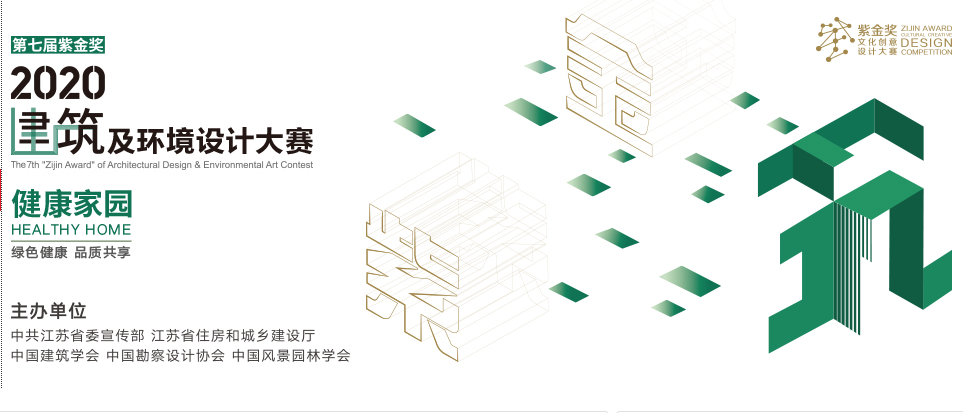 第七届紫金奖
2020
建筑及环境设计大赛
The7th "Zijin Award" of Architectural Design & Environmental Art Contest
健康家园
HEALTHY HOME
绿色健康 品质共享
主办单位
中共江苏省委宣传部 江苏省住房和城乡建设厅
中国建筑学会 中国勘察设计协会 中国风景园林学会
紫
金
紫金奖
文化创意
设计大赛
ZIJIN AWARD
CULTURAL CREATIVE
DESIGN
COMPETITION